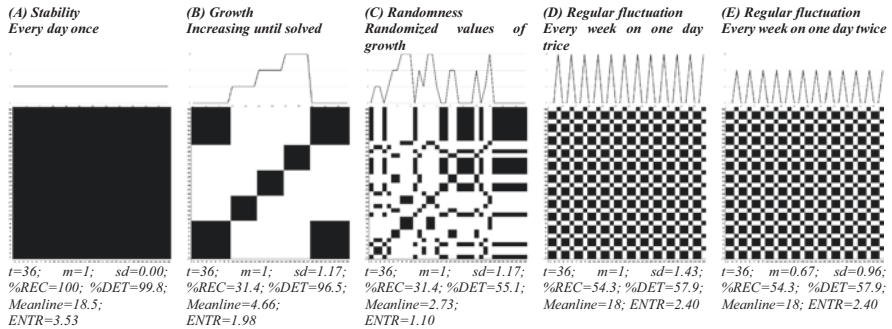 (A) Stability
Every day once
(B) Growth
Increasing until solved
(C) Randomness
Randomized values of
growth
(D) Regular fluctuation
Every week on one day
trice
(E) Regular fluctuation
Every week on one day twice
t=36; m=1; sd=0.00;
%REC=100; %DET=99.8;
Meanline=18.5;
ENTR=3.53
t=36; m=1; sd=1.17;
%REC=31.4; %DET=96.5;
Meanline=4.66;
ENTR=1.98
t=36; m=1; sd=1.17;
%REC=31.4; %DET=55.1;
Meanline=2.73;
ENTR=1.10
t=36; m=1; sd=1.43;
%REC=54.3; %DET=57.9;
Meanline=18; ENTR=2.40
t=36; m=0.67; sd=0.96;
%REC=54.3; %DET=57.9;
Meanline=18; ENTR=2.40